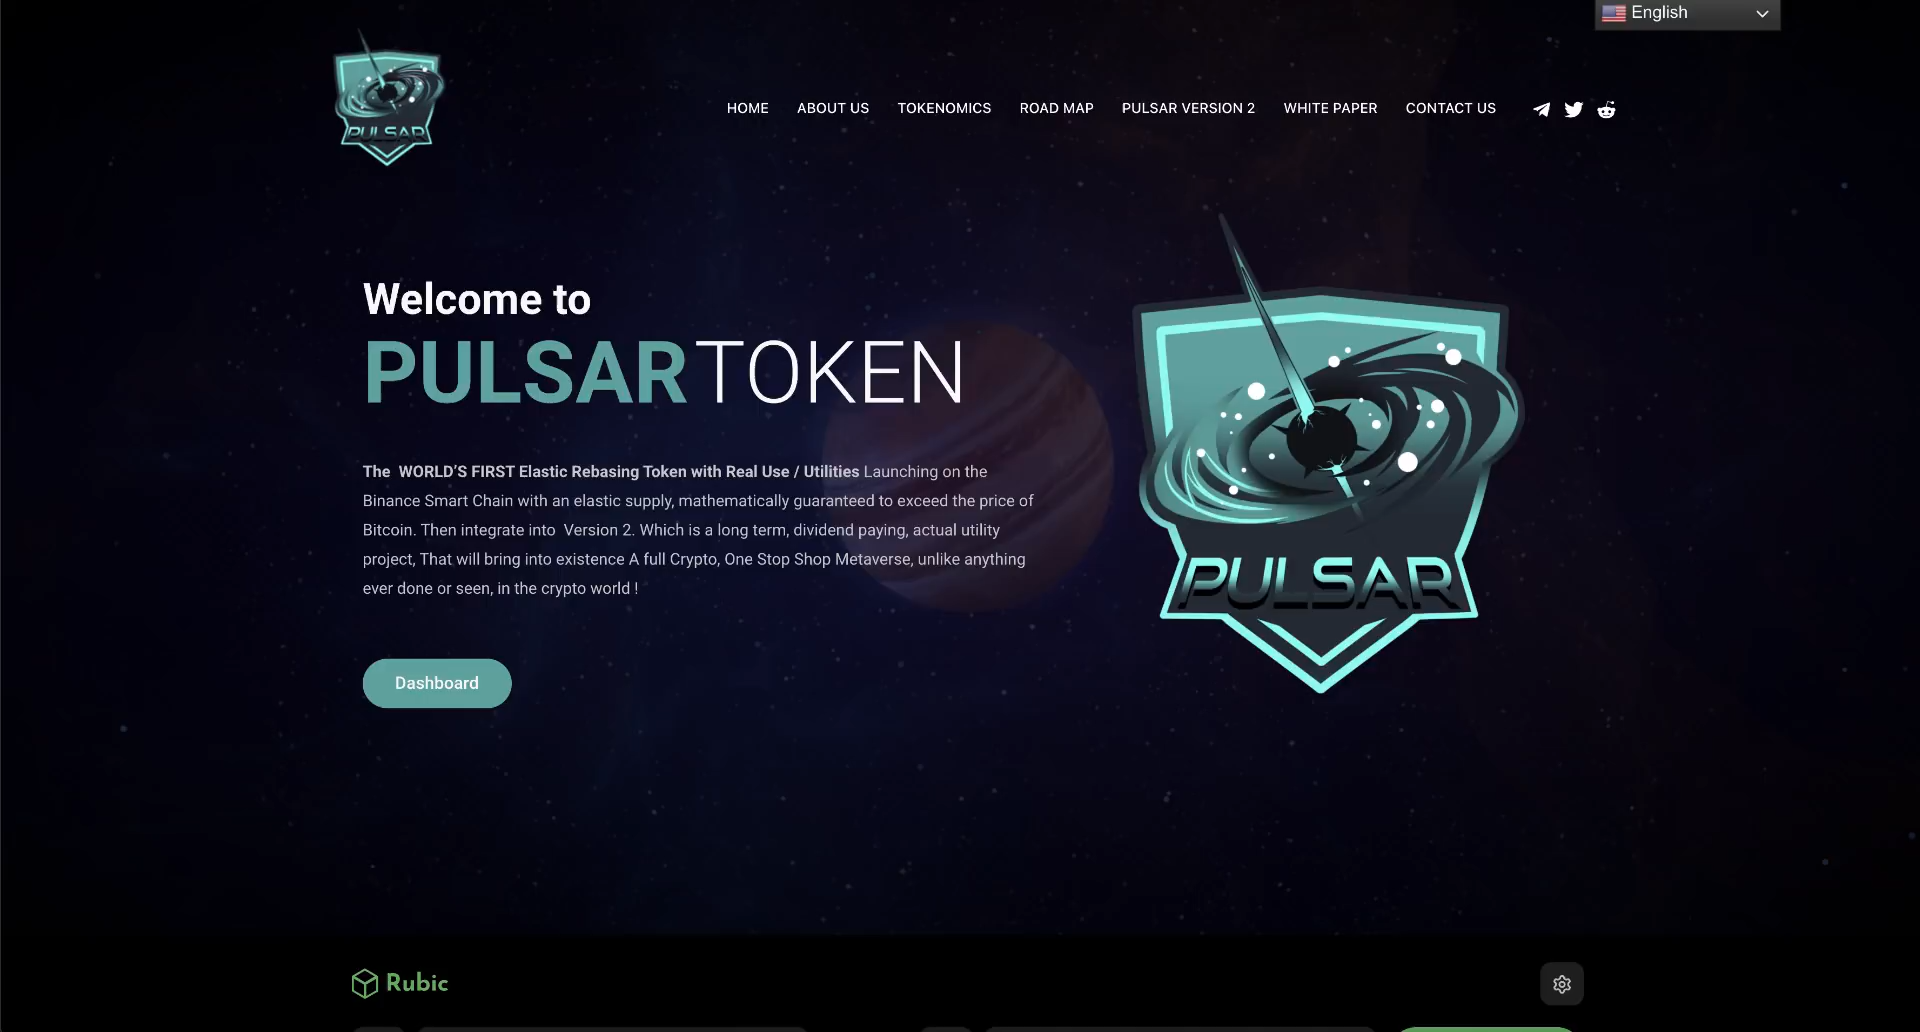 English
PULSAR
HOME ABOUT US TOKENOMICS ROAD MAP PULSAR VERSION 2 WHITE PAPER CONTACT US
Welcome to
PULSAR TOKEN
The WORLD’S FIRST Elastic Rebasing Token with Real Use / Utilities Launching on the
Binance Smart Chain with an elastic supply, mathematically guaranteed to exceed the price of
Bitcoin. Then integrate into Version 2. Which is a long term, dividend paying, actual utility
project, That will bring into existence A full Crypto, One Stop Shop Metaverse, unlike anything
ever done or seen, in the crypto world !
Dashboard
PULSAR
Rubic